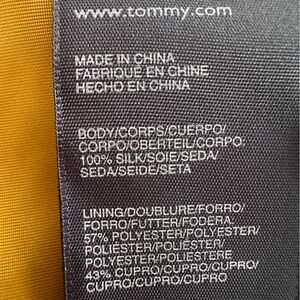 www.tommy.com
MADE IN CHINA
FABRIQUÉ EN CHINE
HECHO EN CHINA
BODY/CORPS/CUERPO/
CORPO/OBERTEIL/CORPO:
100% SILK/SOIE/SEDA/
SEDA/SEIDE/SETA
LINING/DOUBLURE/FORRO/
FORRO/FUTTER/FODERA:
57% POLYESTER/POLYESTER/
POLIÉSTER/POLIÉSTER/
POLYESTER/POLIESTERE
43% CUPRO/CUPRO/CUPRO/
CUPRO/CUPRO/CUPRO